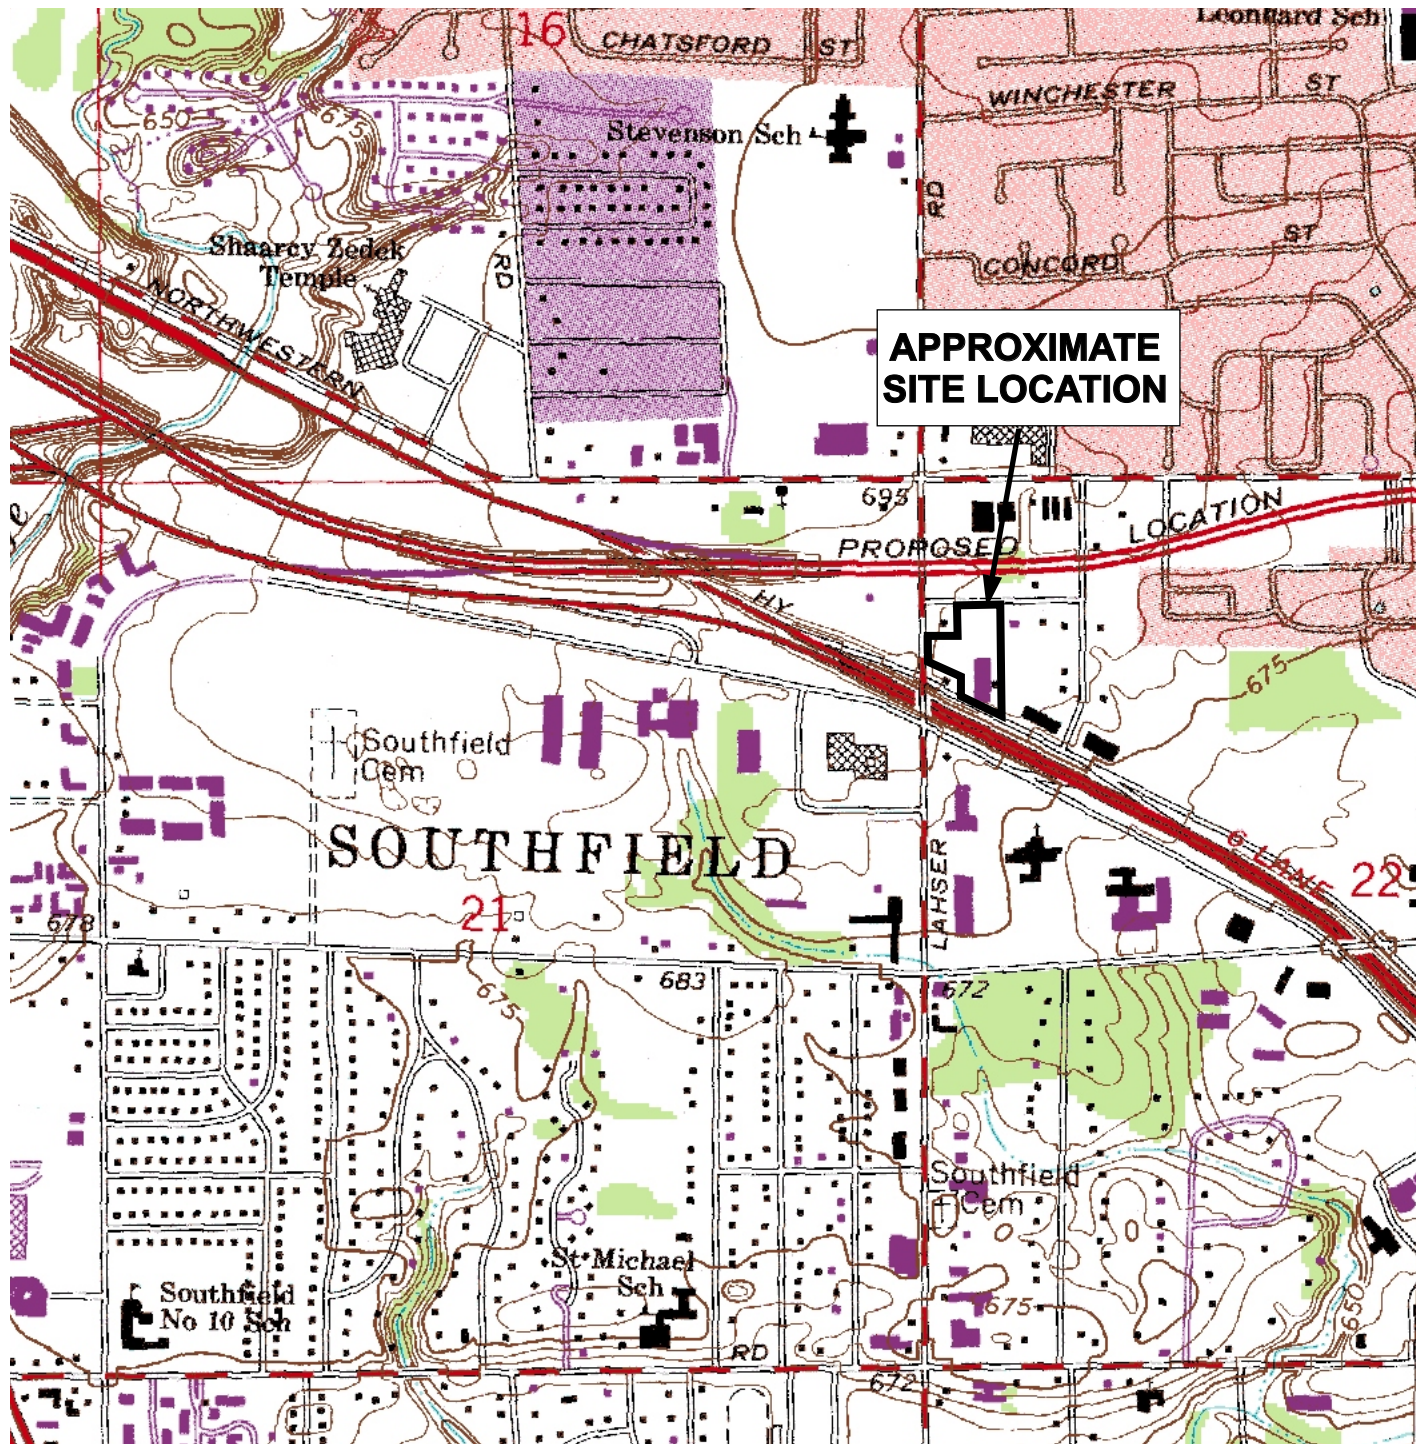 Leonhard Sch
16
CHATSFORD ST
WINCHESTER ST
Stevenson Sch
650
675
RD
ST
Shaarcy Zedek
Temple
RD
CONCORD
NORTHWESTERN
APPROXIMATE
SITE LOCATION
695
LOCATION
PROPOSED
HY
675
Southfield
Cem
SOUTHFIELD
6 LANE
22
LAHSER
21
678
683
672
675
Southfield
Cem
St Michael
Sch
Southfield
No 10 Sch
675
650
RD
672